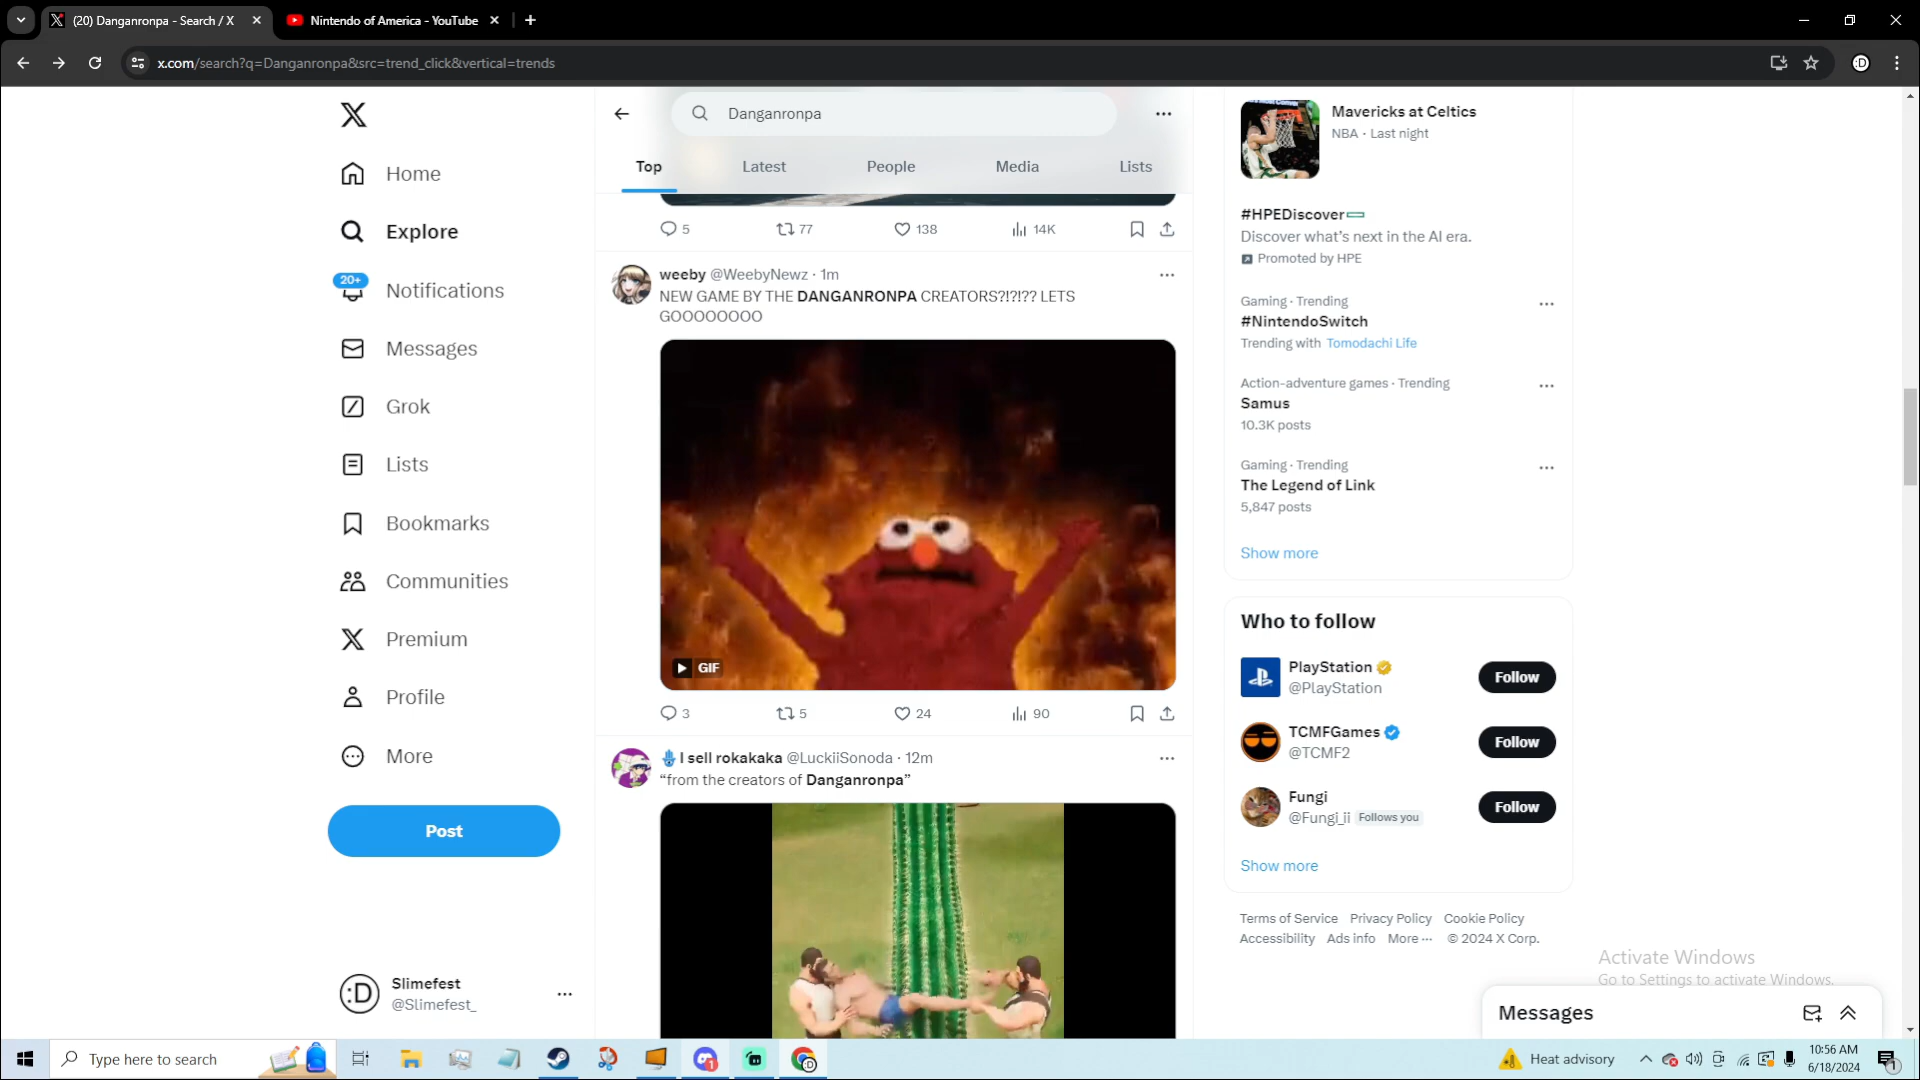 (20) Danganronpa - Search / X
Nintendo of America - YouTube
x.com/search?q=Danganronpa&src=trend_click&vertical=trends
Home
Explore
20+
Notifications
Messages
Grok
Lists
Bookmarks
Communities
Premium
Profile
More
Post
:D
Slimefest
@Slimefest_
Danganronpa
Top
Latest
People
Media
Lists
5
77
138
14K
weeby @WeebyNewz · 1m
NEW GAME BY THE DANGANRONPA CREATORS?!?!?? LETS
GOOOOOOOO
GIF
3
5
24
90
I sell rokakaka @LuckiiSonoda · 12m
“from the creators of Danganronpa”
Mavericks at Celtics
NBA · Last night
#HPEDiscover
Discover what’s next in the AI era.
Promoted by HPE
Gaming · Trending
#NintendoSwitch
Trending with Tomodachi Life
Action-adventure games · Trending
Samus
10.3K posts
Gaming · Trending
The Legend of Link
5,847 posts
Show more
Who to follow
PlayStation
@PlayStation
Follow
TCMFGames
@TCMF2
Follow
Fungi
@Fungi_ii Follows you
Follow
Show more
Terms of Service Privacy Policy Cookie Policy
Accessibility Ads info More ··· © 2024 X Corp.
Activate Windows
Go to Settings to activate Windows.
Messages
Type here to search
Heat advisory
10:56 AM
6/18/2024